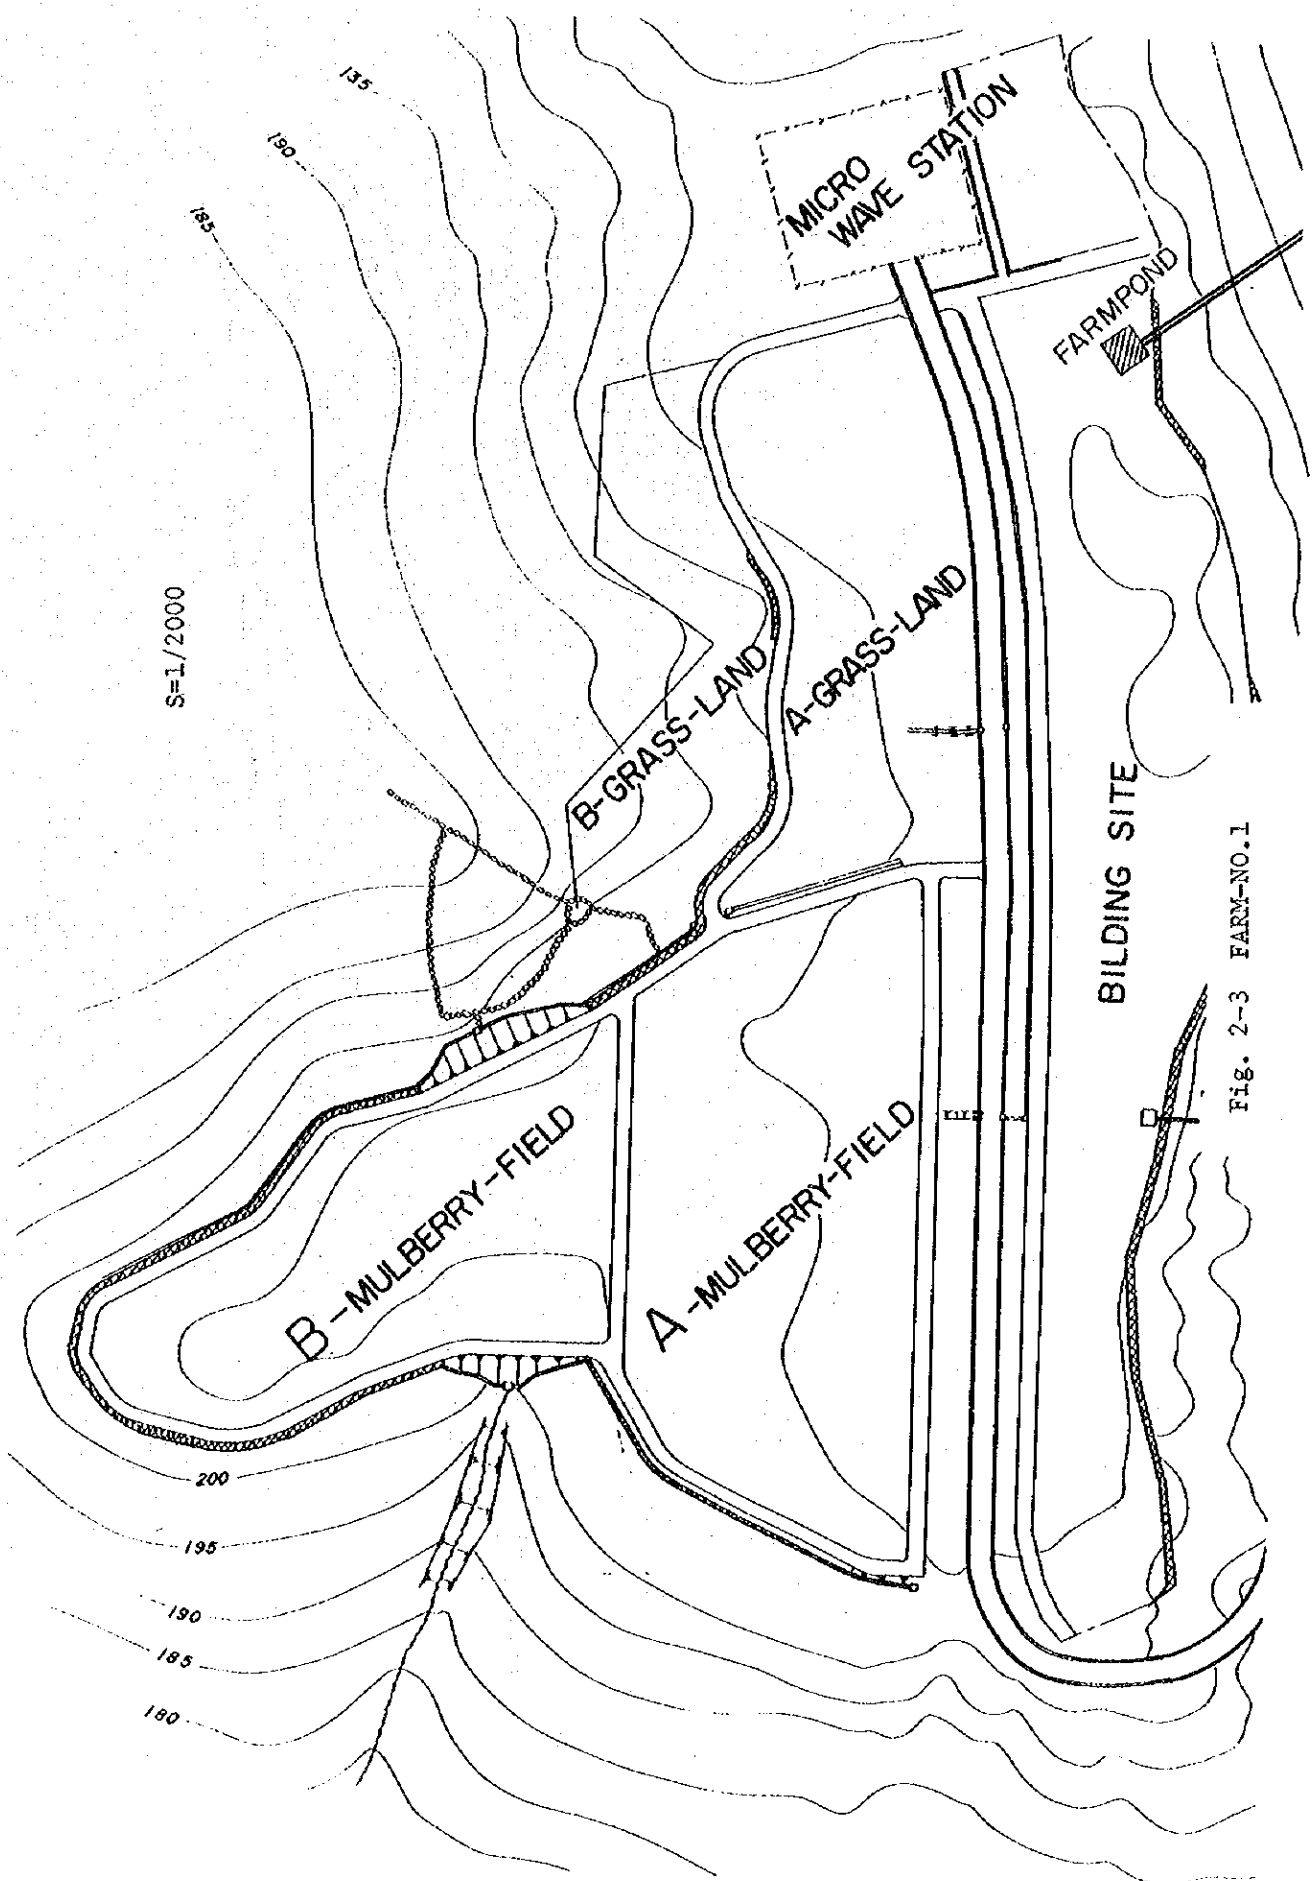 135
190
185
MICRO
WAVE STATION
FARMPOND
S=1/2000
B-GRASS-LAND
A-GRASS-LAND
BILDING SITE
B-MULBERRY-FIELD
A-MULBERRY-FIELD
200
195
190
185
180
Fig. 2-3 FARM-NO.1